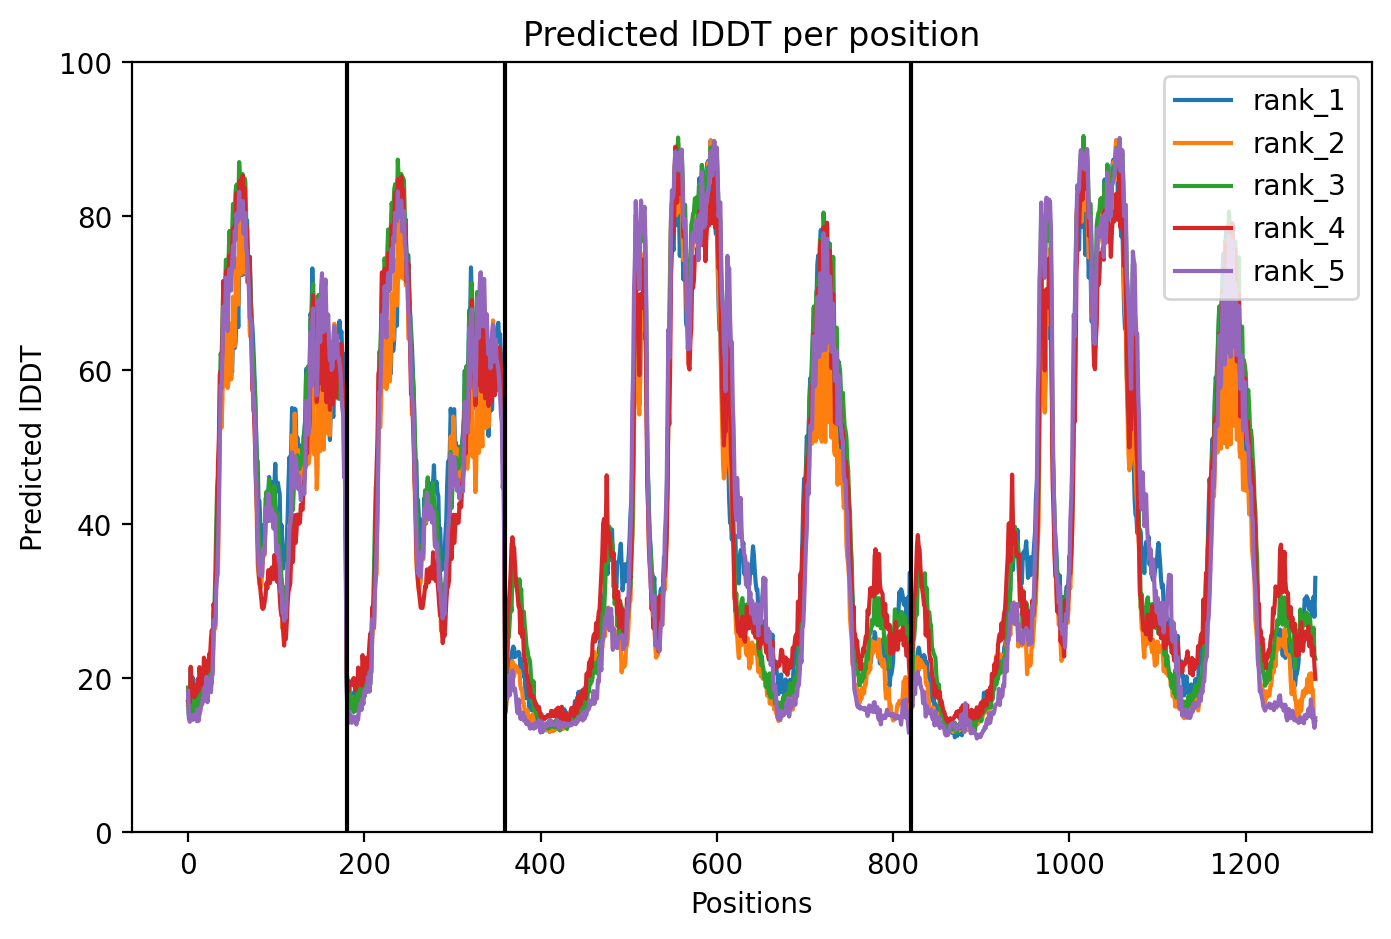 Predicted lDDT per position
100
80
60
40
20
0
Predicted lDDT
0 200 400 600 800 1000 1200
Positions
rank_1
rank_2
rank_3
rank_4
rank_5